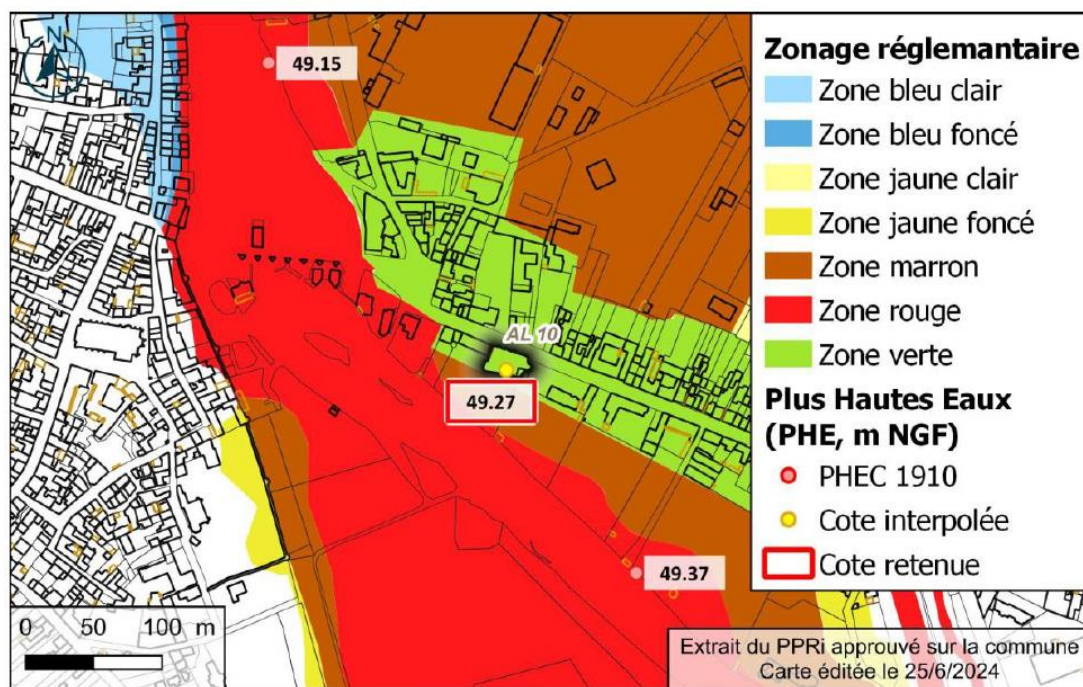 N
49.15
AL 10
49.27
49.37
0 50 100 m
Zonage réglemantaire
Zone bleu clair
Zone bleu foncé
Zone jaune clair
Zone jaune foncé
Zone marron
Zone rouge
Zone verte
Plus Hautes Eaux
(PHE, m NGF)
PHEC 1910
Cote interpolée
Cote retenue
Extrait du PPRi approuvé sur la commune
Carte éditée le 25/6/2024